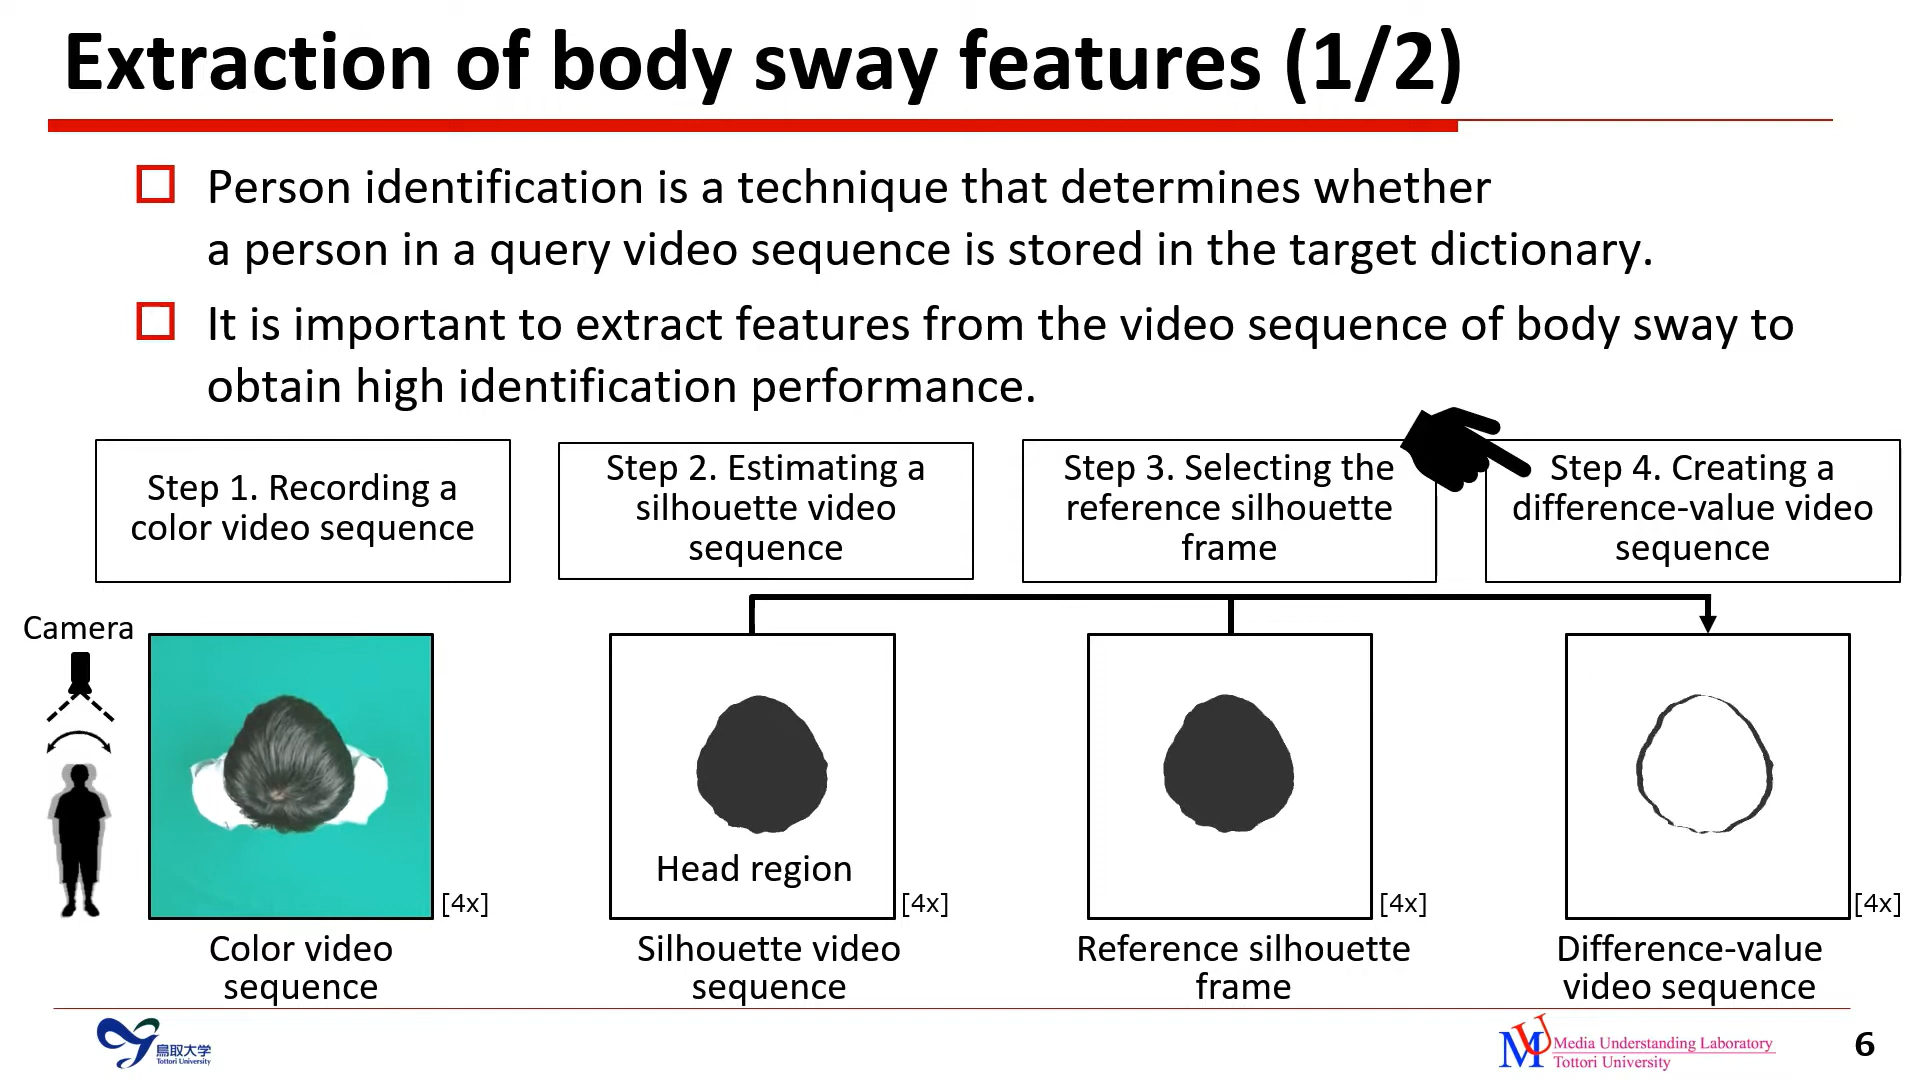 Extraction of body sway features (1/2)
Person identification is a technique that determines whether
a person in a query video sequence is stored in the target dictionary.
It is important to extract features from the video sequence of body sway to
obtain high identification performance.
Step 1. Recording a
color video sequence
Step 2. Estimating a
silhouette video
sequence
Step 3. Selecting the
reference silhouette
frame
Step 4. Creating a
difference-value video
sequence
Camera
[4x]
Color video
sequence
Head region
[4x]
Silhouette video
sequence
[4x]
Reference silhouette
frame
[4x]
Difference-value
video sequence
鳥取大学
Tottori University
MU
Media Understanding Laboratory
Tottori University
6